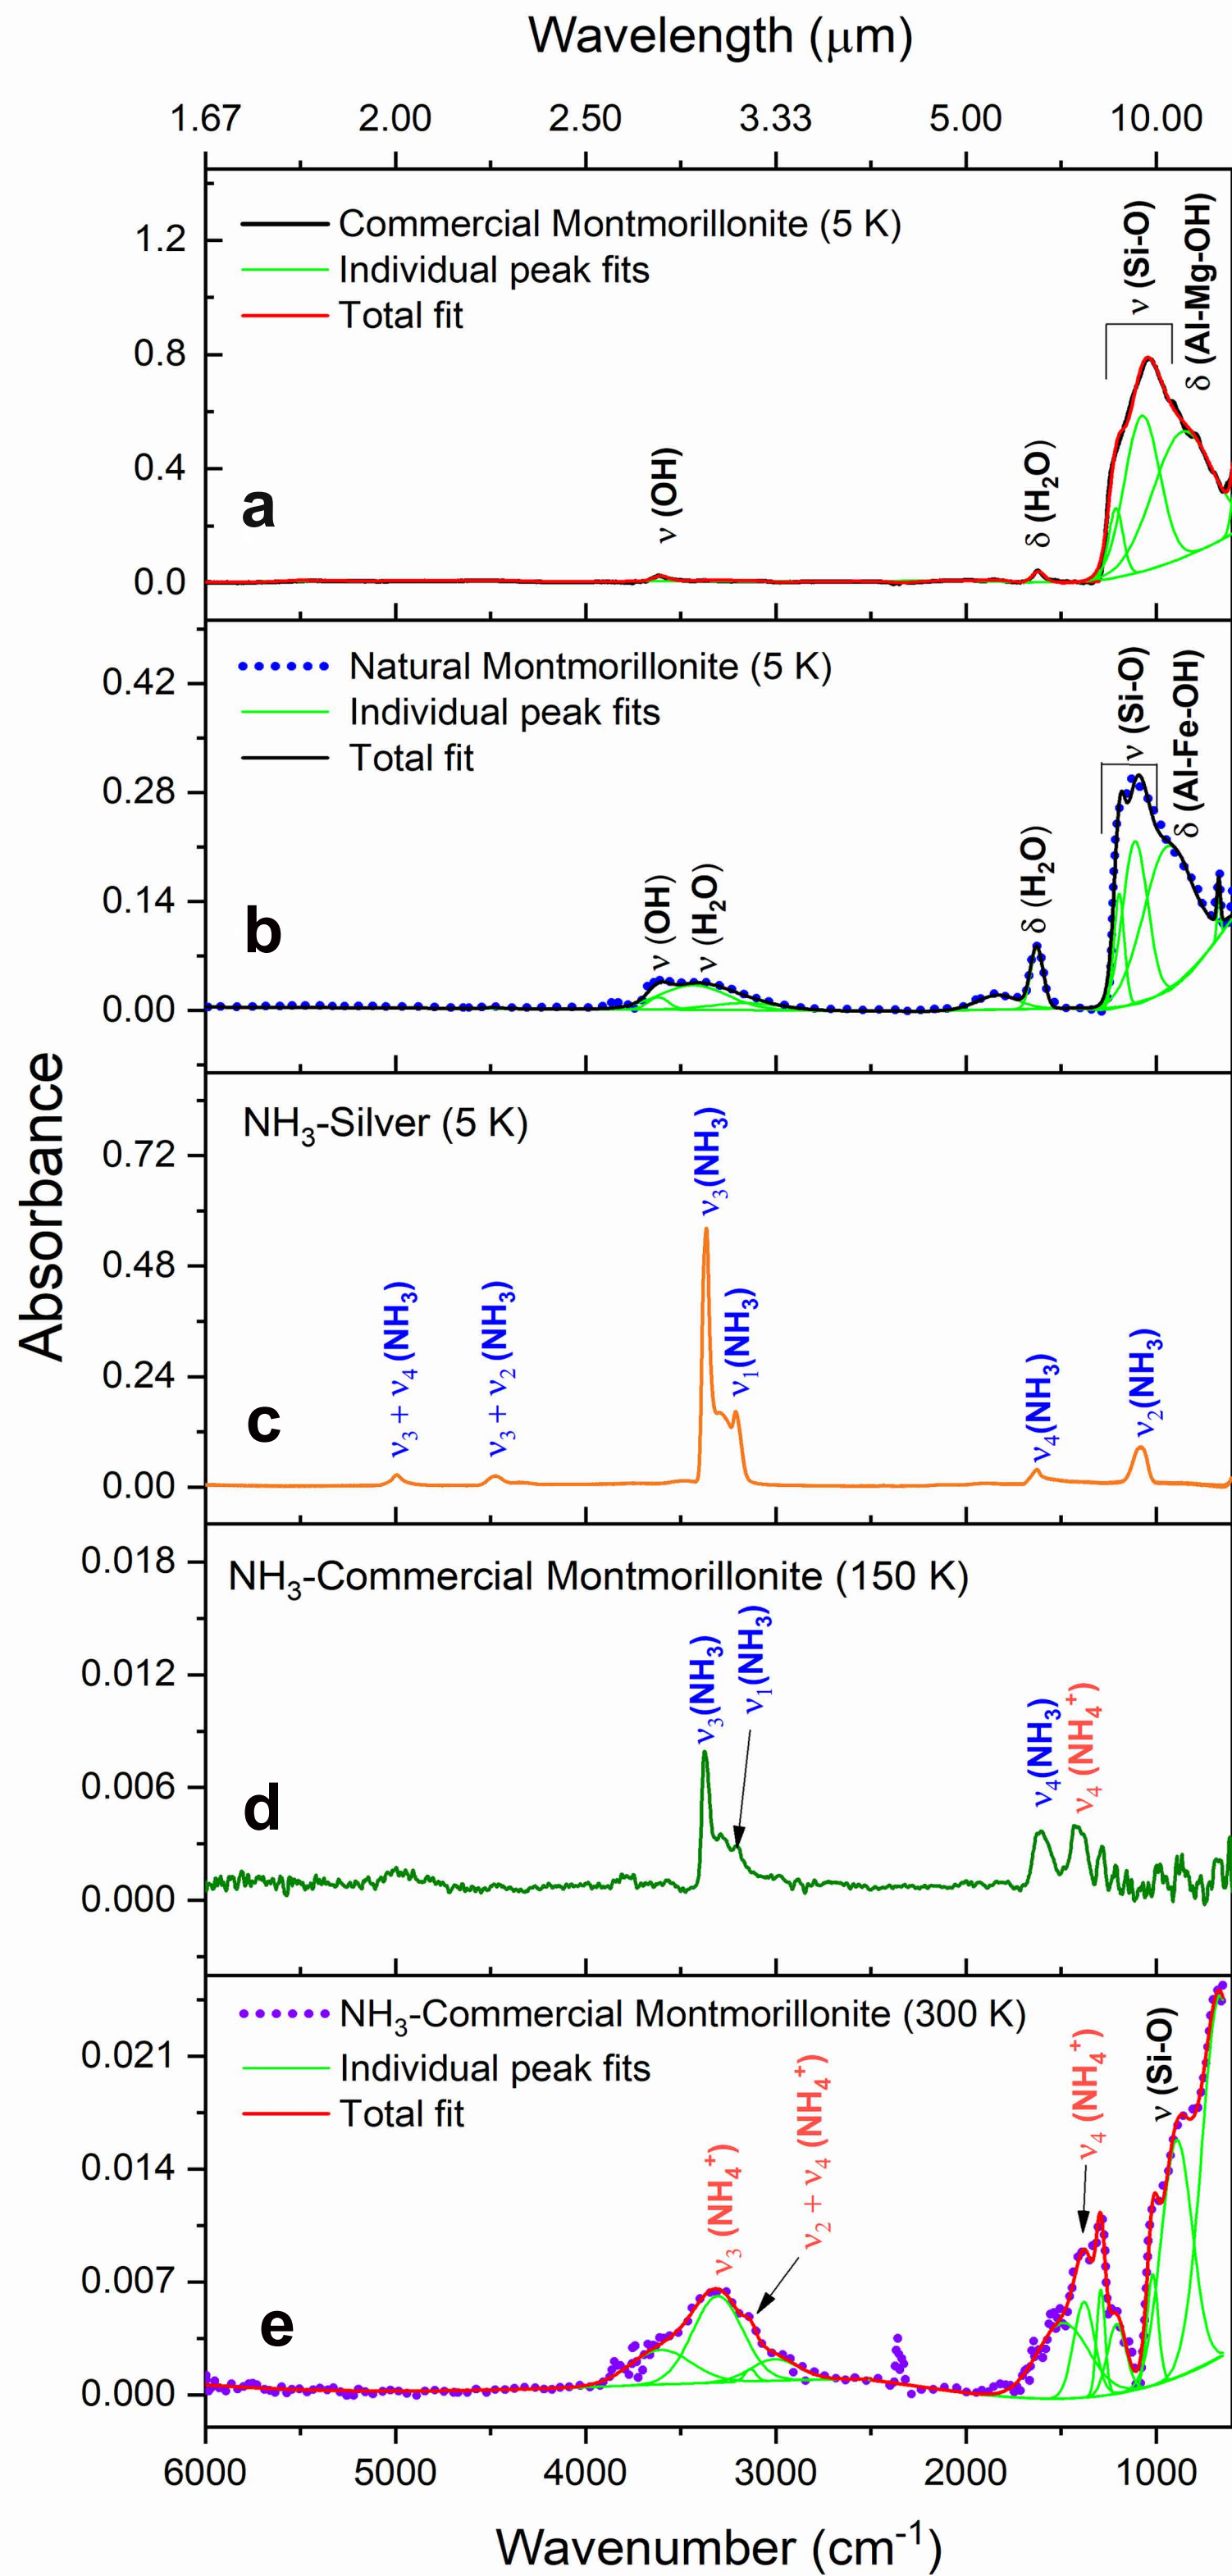 Wavelength (μm)
1.67 2.00 2.50 3.33 5.00 10.00
Absorbance
1.2
0.8
0.4
0.0
Commercial Montmorillonite (5 K)
Individual peak fits
Total fit
a
ν (OH)
δ (H₂O)
ν (Si-O)
δ (Al-Mg-OH)
0.42
0.28
0.14
0.00
Natural Montmorillonite (5 K)
Individual peak fits
Total fit
b
ν (OH)
ν (H₂O)
δ (H₂O)
ν (Si-O)
δ (Al-Fe-OH)
0.72
0.48
0.24
0.00
NH₃-Silver (5 K)
c
ν₃ + ν₄ (NH₃)
ν₃ + ν₂ (NH₃)
ν₃(NH₃)
ν₁(NH₃)
ν₄(NH₃)
ν₂(NH₃)
0.018
0.012
0.006
0.000
NH₃-Commercial Montmorillonite (150 K)
d
ν₃(NH₃)
ν₁(NH₃)
ν₄(NH₃)
ν₄ (NH₄⁺)
0.021
0.014
0.007
0.000
NH₃-Commercial Montmorillonite (300 K)
Individual peak fits
Total fit
e
ν₃ (NH₄⁺)
ν₂ + ν₄ (NH₄⁺)
ν₄ (NH₄⁺)
ν (Si-O)
6000 5000 4000 3000 2000 1000
Wavenumber (cm⁻¹)